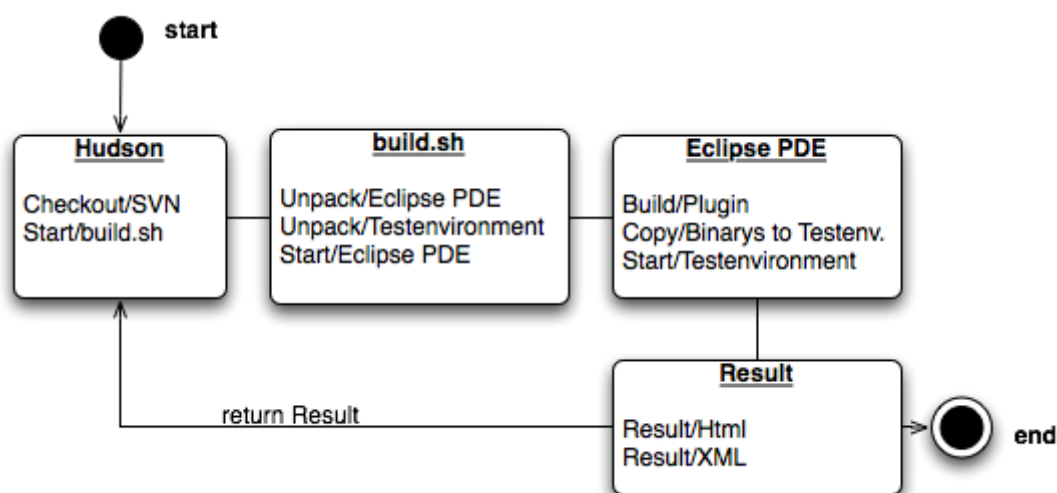 start
Hudson
Checkout/SVN
Start/build.sh
build.sh
Unpack/Eclipse PDE
Unpack/Testenvironment
Start/Eclipse PDE
Eclipse PDE
Build/Plugin
Copy/Binarys to Testenv.
Start/Testenvironment
return Result
Result
Result/Html
Result/XML
end